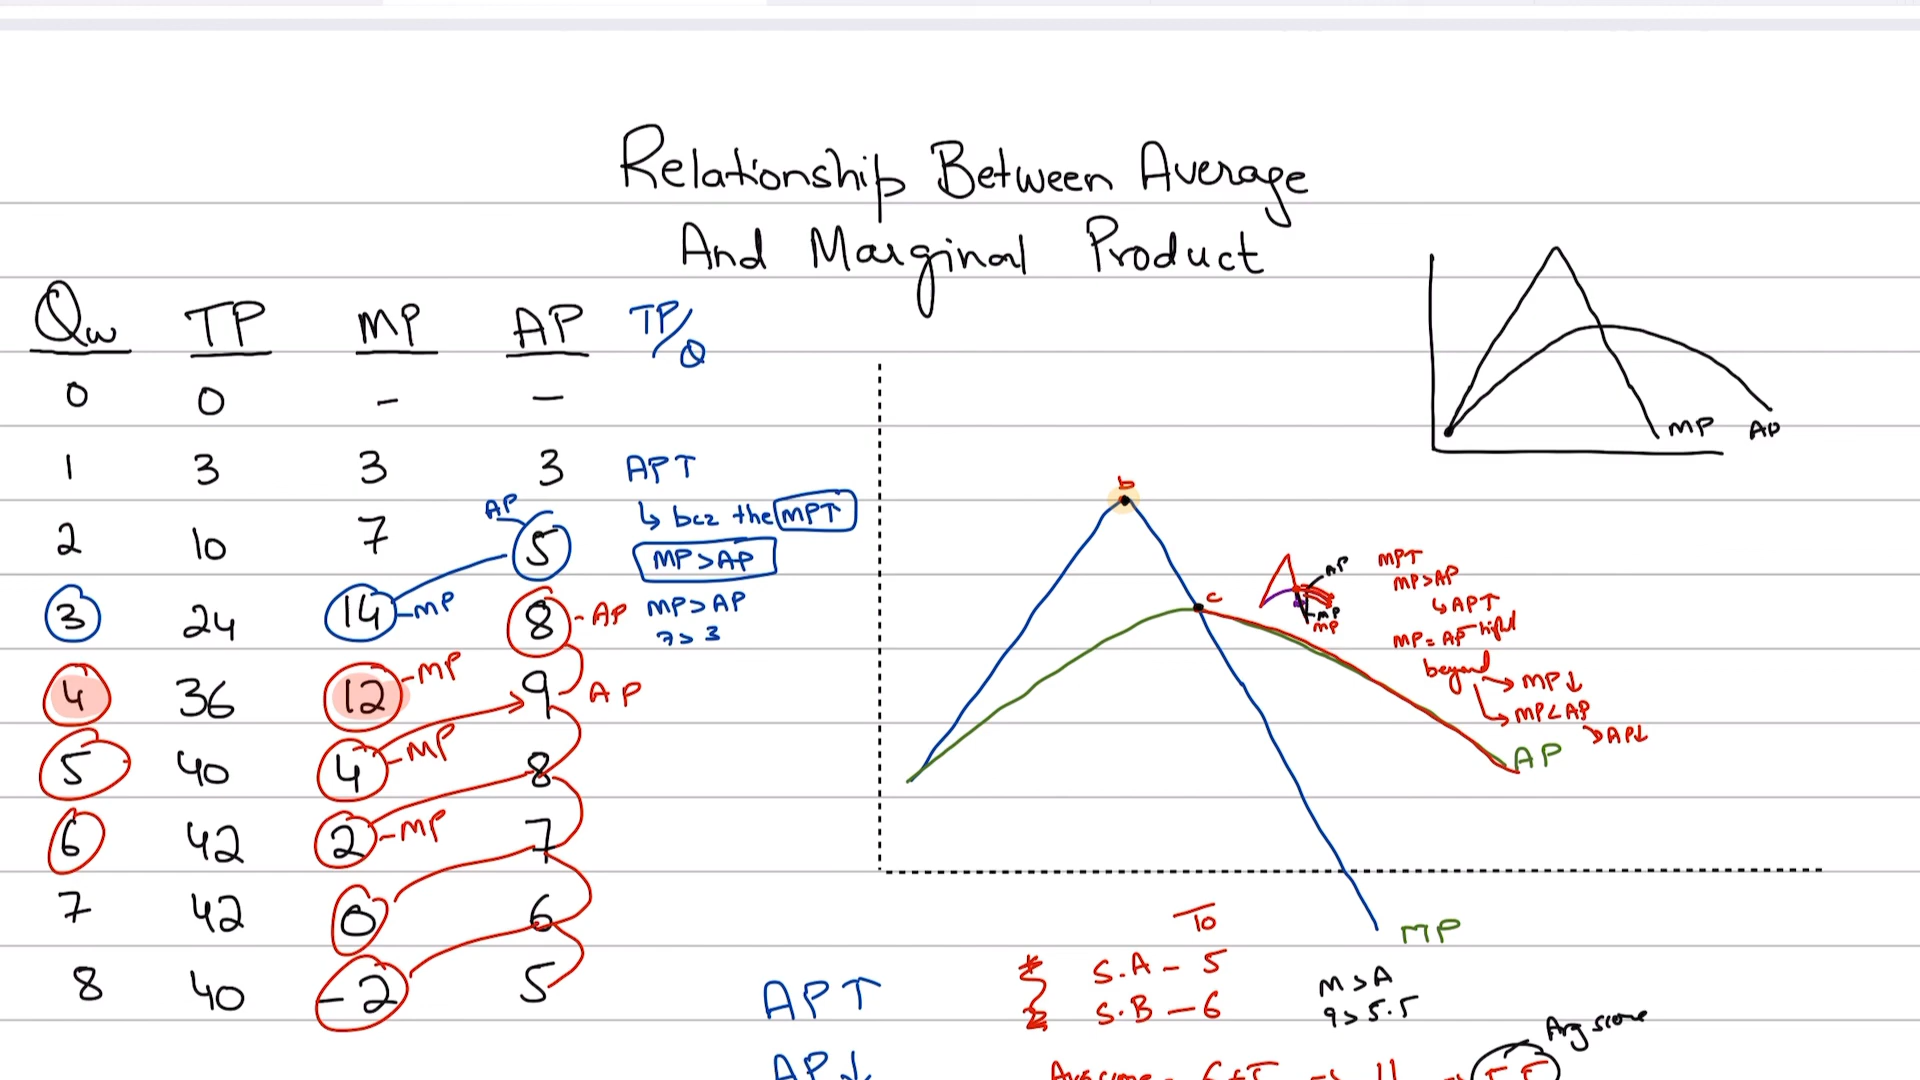 Relationship Between Average
And Marginal Product
Qw TP MP AP TP/Q
0 0 - -
1 3 3 3 AP↑
↳ bcz the MP↑
2 10 7 5 AP
MP>AP
3 24 14 -MP 8 -AP MP>AP
7>3
4 36 12 -MP 9 AP
5 40 4 -MP 8
6 42 2 -MP 7
7 42 0 6
8 40 -2 5
MP AP
b
c
AP
MP
MP
MP↑
MP>AP
↳AP↑
MP=AP
beyond → MP↓
↳ MP<AP
↘AP↓
AP
MP
AP↑
AP↓
10
S.A - 5
S.B - 6
M>A
9>5.5
Avg score